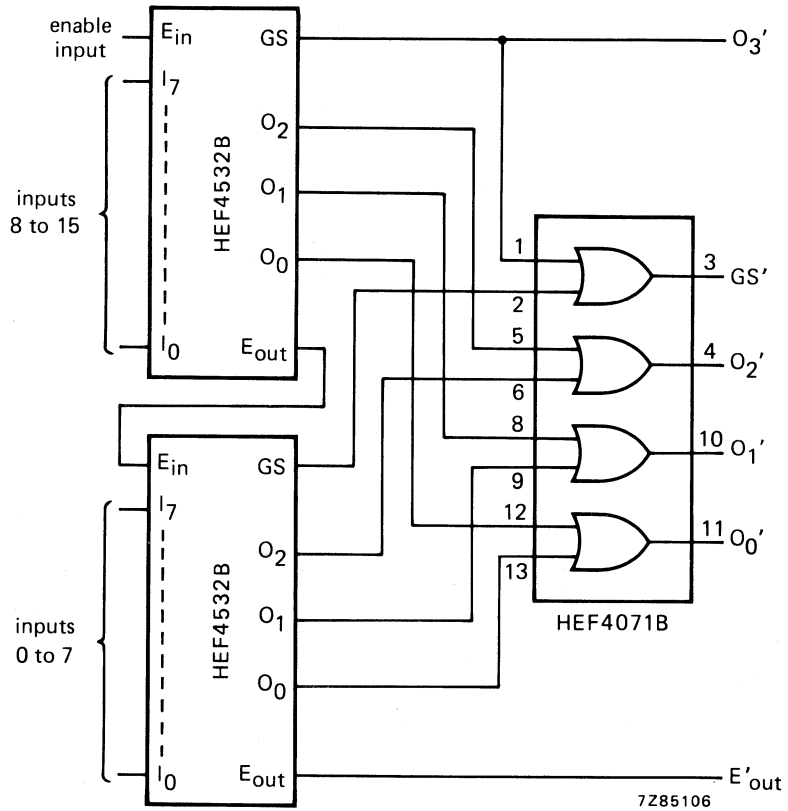 enable
input
E_in
GS
O_3'
I_7
O_2
HEF4532B
O_1
inputs
8 to 15
O_0
1
3
GS'
2
5
I_0
E_out
4
O_2'
6
8
10
O_1'
E_in
GS
9
I_7
12
11
O_0'
O_2
13
HEF4532B
HEF4071B
inputs
0 to 7
O_1
O_0
I_0
E_out
E'_out
7Z85106